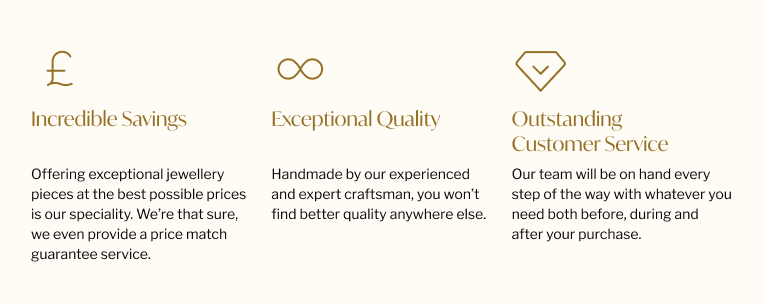 £
Incredible Savings
Offering exceptional jewellery
pieces at the best possible prices
is our speciality. We’re that sure,
we even provide a price match
guarantee service.
Exceptional Quality
Handmade by our experienced
and expert craftsman, you won’t
find better quality anywhere else.
Outstanding
Customer Service
Our team will be on hand every
step of the way with whatever you
need both before, during and
after your purchase.